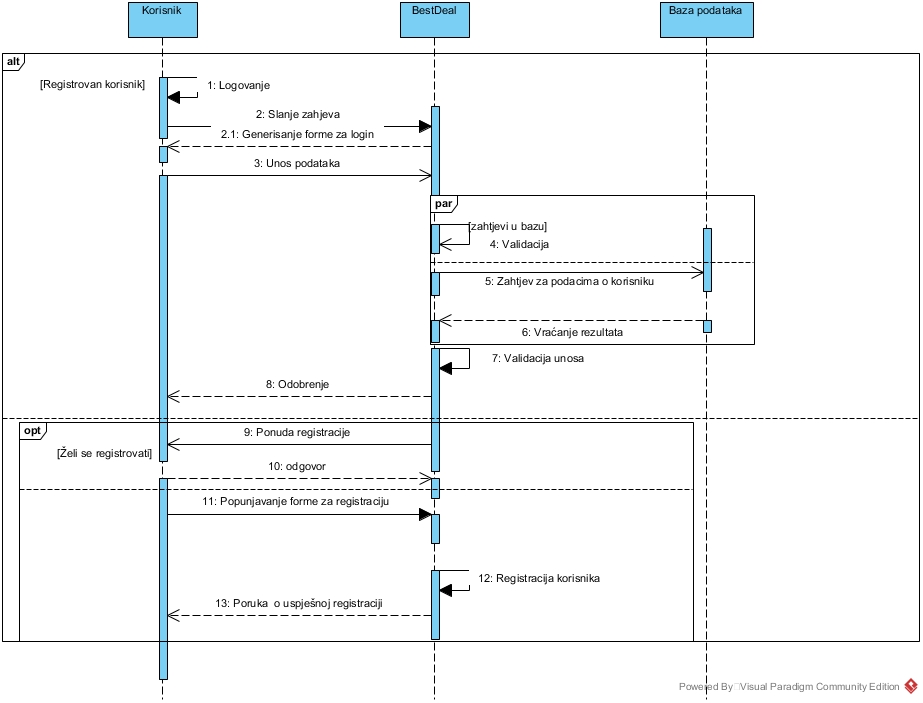 Korisnik
BestDeal
Baza podataka
alt
[Registrovan korisnik]
1: Logovanje
2: Slanje zahjeva
2.1: Generisanje forme za login
3: Unos podataka
par
[zahtjevi u bazu]
4: Validacija
5: Zahtjev za podacima o korisniku
6: Vraćanje rezultata
7: Validacija unosa
8: Odobrenje
opt
9: Ponuda registracije
[Želi se registrovati]
10: odgovor
11: Popunjavanje forme za registraciju
12: Registracija korisnika
13: Poruka o uspješnoj registraciji
Powered By Visual Paradigm Community Edition